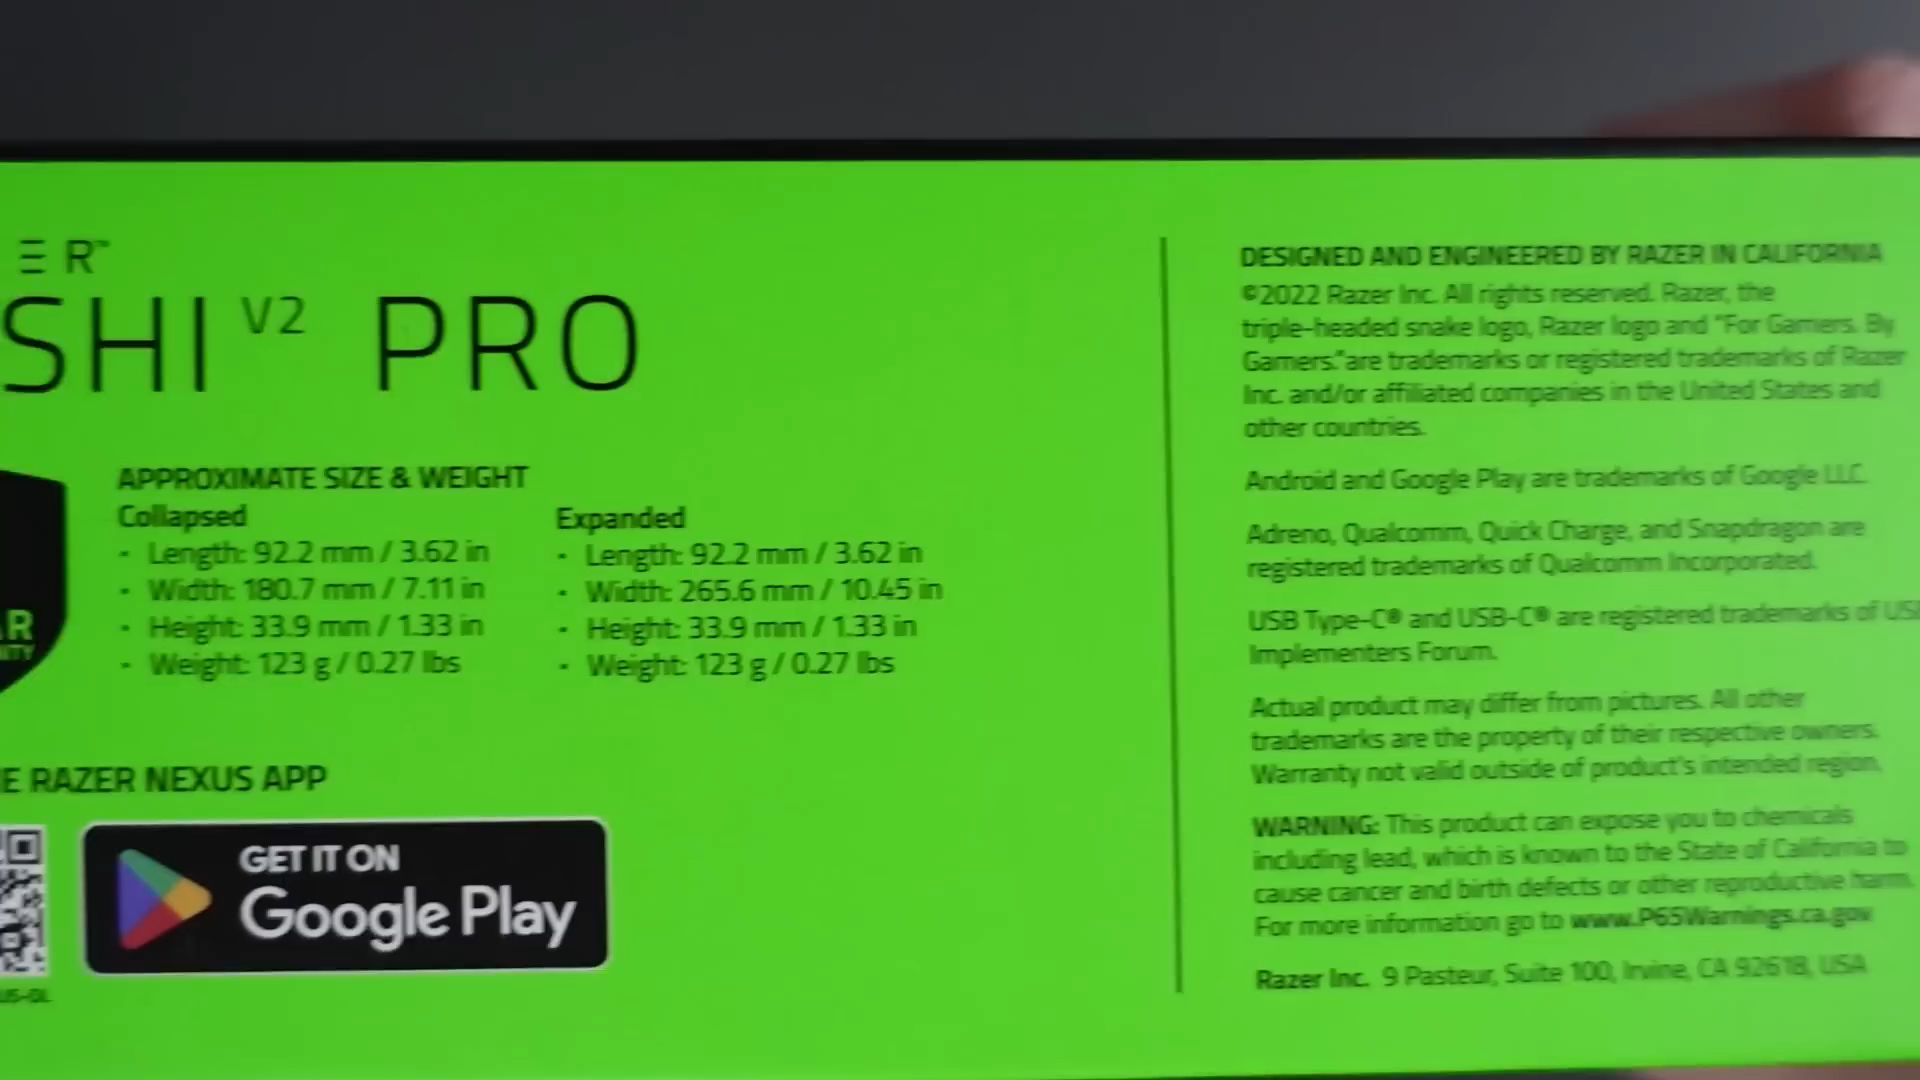 ER™
SHI V2 PRO
APPROXIMATE SIZE & WEIGHT
Collapsed
• Length: 92.2 mm / 3.62 in
• Width: 180.7 mm / 7.11 in
• Height: 33.9 mm / 1.33 in
• Weight: 123 g / 0.27 lbs
Expanded
• Length: 92.2 mm / 3.62 in
• Width: 265.6 mm / 10.45 in
• Height: 33.9 mm / 1.33 in
• Weight: 123 g / 0.27 lbs
AR
E RAZER NEXUS APP
GET IT ON
Google Play
DESIGNED AND ENGINEERED BY RAZER IN CALIFORNIA
©2022 Razer Inc. All rights reserved. Razer, the
triple-headed snake logo, Razer logo and "For Gamers. By
Gamers." are trademarks or registered trademarks of Razer
Inc. and/or affiliated companies in the United States and
other countries.
Android and Google Play are trademarks of Google LLC.
Adreno, Qualcomm, Quick Charge, and Snapdragon are
registered trademarks of Qualcomm Incorporated.
USB Type-C® and USB-C® are registered trademarks of US
Implementers Forum.
Actual product may differ from pictures. All other
trademarks are the property of their respective owners.
Warranty not valid outside of product's intended region.
WARNING: This product can expose you to chemicals
including lead, which is known to the State of California to
cause cancer and birth defects or other reproductive harm.
For more information go to www.P65Warnings.ca.gov
Razer Inc. 9 Pasteur, Suite 100, Irvine, CA 92618, USA